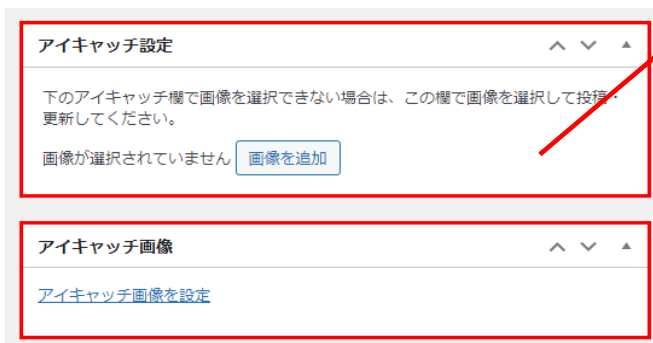 アイキャッチ設定
下のアイキャッチ欄で画像を選択できない場合は、この欄で画像を選択して投稿・
更新してください。
画像が選択されていません 画像を追加
アイキャッチ画像
アイキャッチ画像を設定